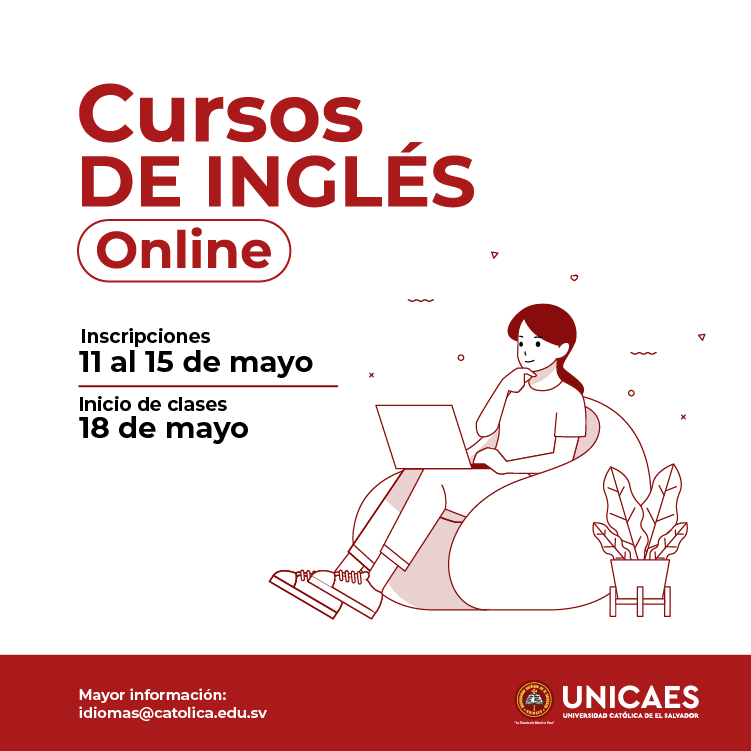 Cursos
DE INGLÉS
Online
Inscripciones
11 al 15 de mayo
Inicio de clases
18 de mayo
Mayor información:
idiomas@catolica.edu.sv
UNICAES
UNIVERSIDAD CATÓLICA DE EL SALVADOR